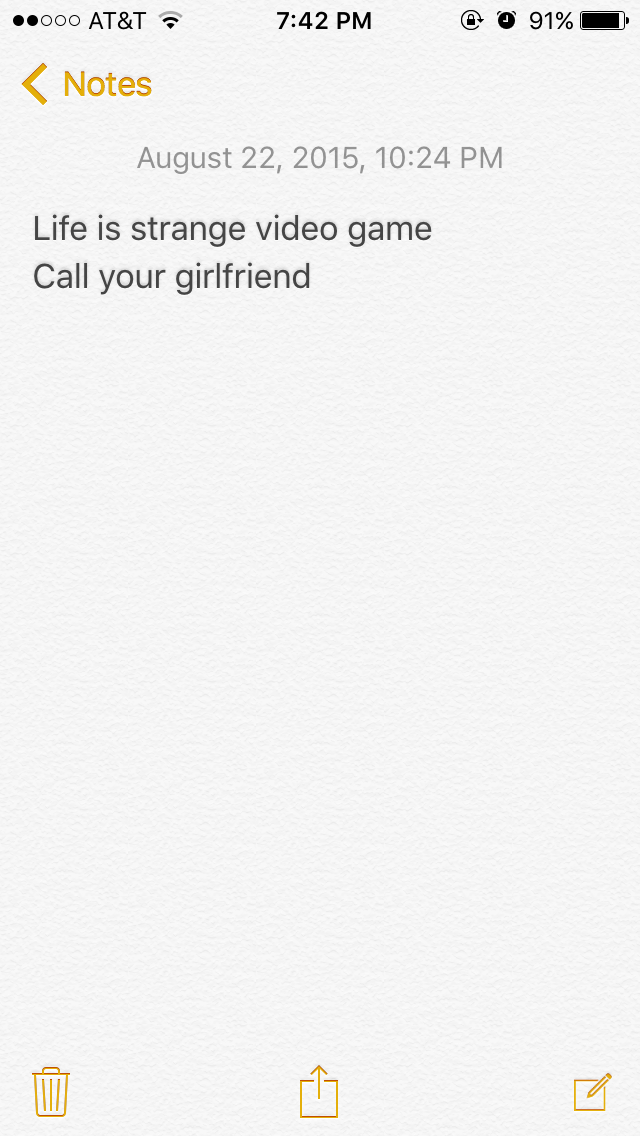 AT&T 7:42 PM 91%
Notes
August 22, 2015, 10:24 PM
Life is strange video game
Call your girlfriend